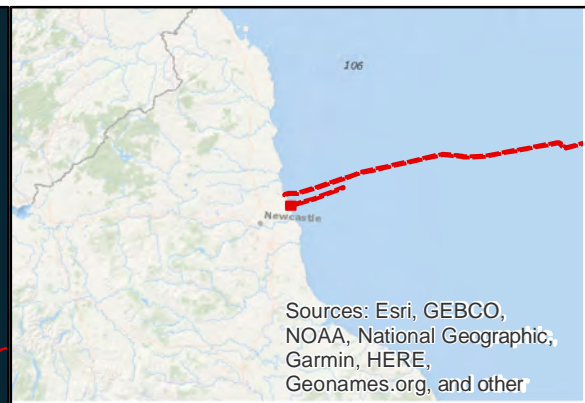 106
Newcastle
Sources: Esri, GEBCO,
NOAA, National Geographic,
Garmin, HERE,
Geonames.org, and other